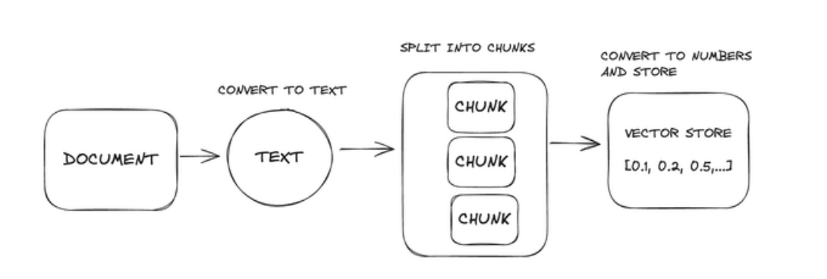 DOCUMENT
CONVERT TO TEXT
TEXT
SPLIT INTO CHUNKS
CHUNK
CHUNK
CHUNK
CONVERT TO NUMBERS
AND STORE
VECTOR STORE
[0.1, 0.2, 0.5,...]